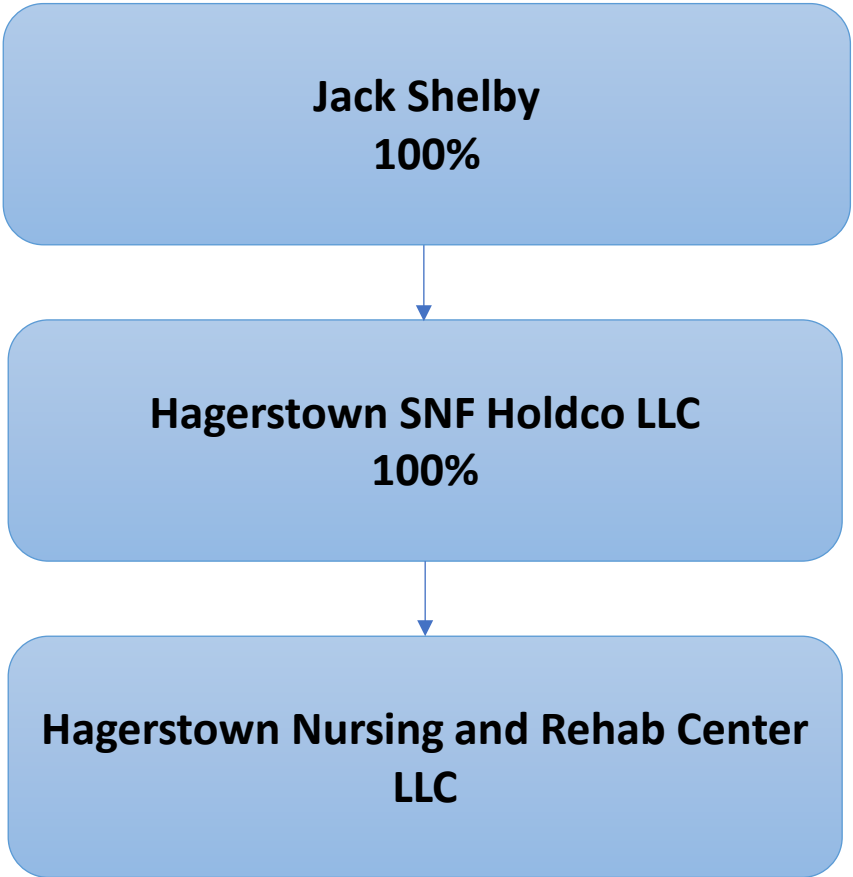 Jack Shelby
100%
Hagerstown SNF Holdco LLC
100%
Hagerstown Nursing and Rehab Center
LLC